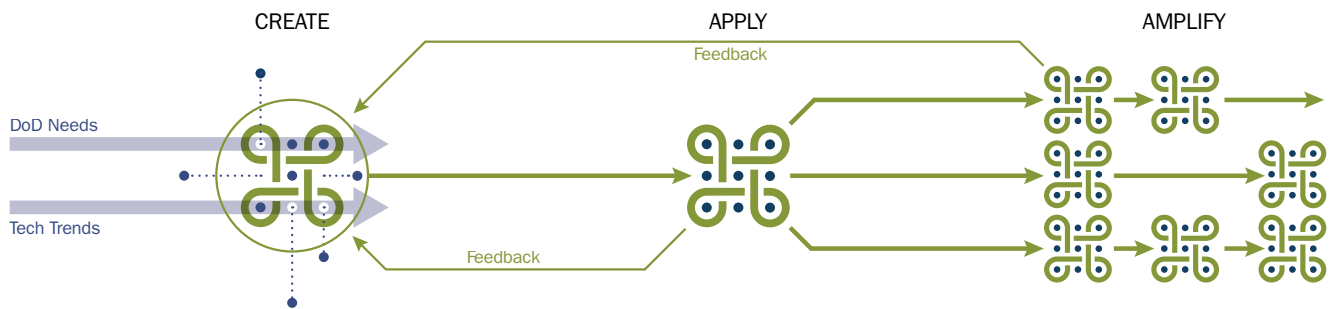 CREATE
APPLY
AMPLIFY
Feedback
DoD Needs
Tech Trends
Feedback